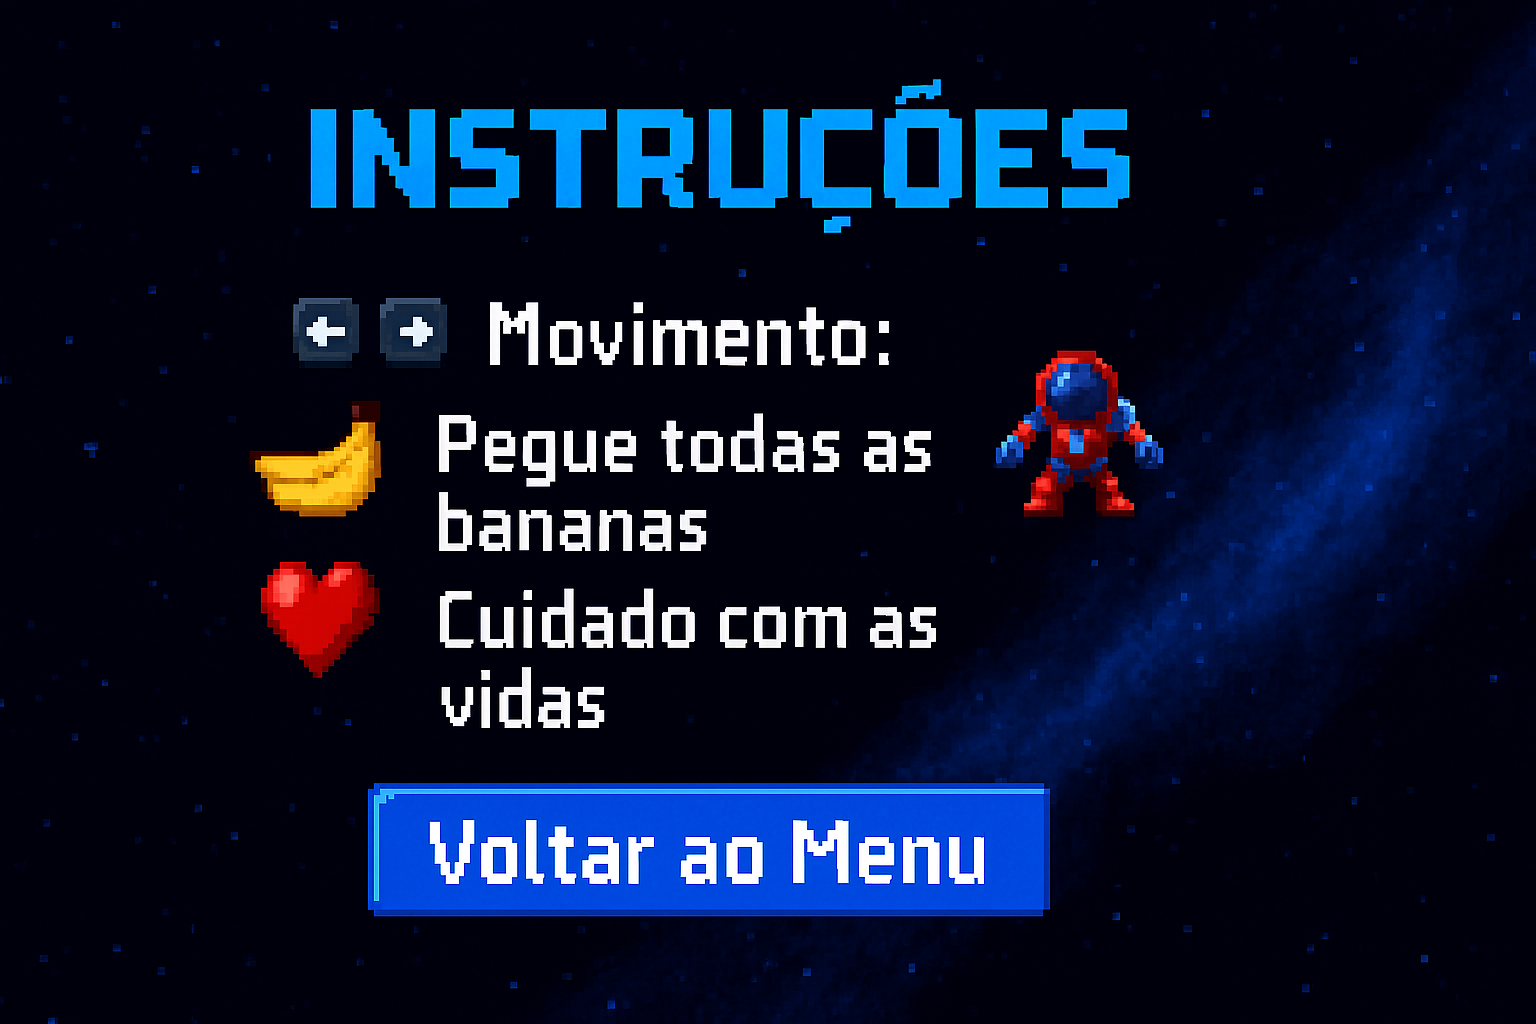 INSTRUÇÕES
Movimento:
Pegue todas as
bananas
Cuidado com as
vidas
Voltar ao Menu